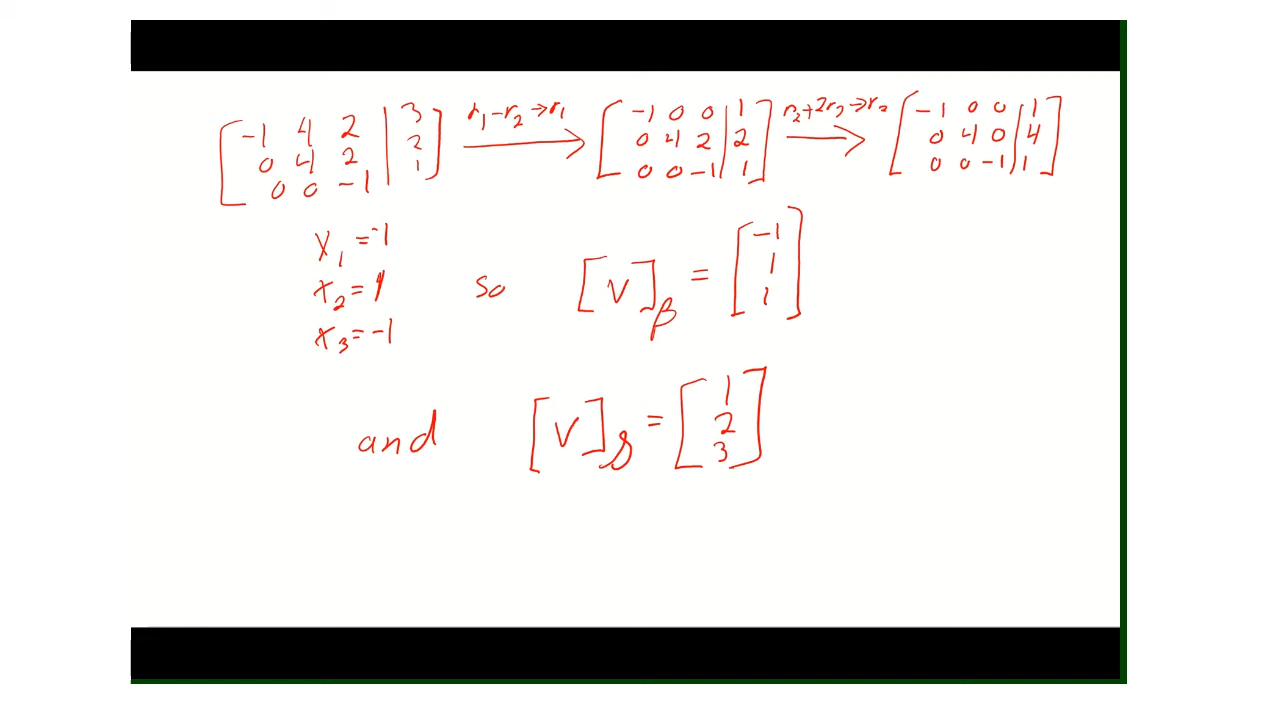 [ -1 4 2 | 3 ] r₁-r₂→r₁ [ -1 0 0 | 1 ] r₂+2r₃→r₂ [ -1 0 0 | 1 ]
[ 0 4 2 | 2 ] [ 0 4 2 | 2 ] [ 0 4 0 | 4 ]
[ 0 0 -1 | 1 ] [ 0 0 -1 | 1 ] [ 0 0 -1 | 1 ]
x₁ = -1
x₂ = 1
x₃ = -1
so [v]β = [ -1
1
1 ]
and [v]S = [ 1
2
3 ]